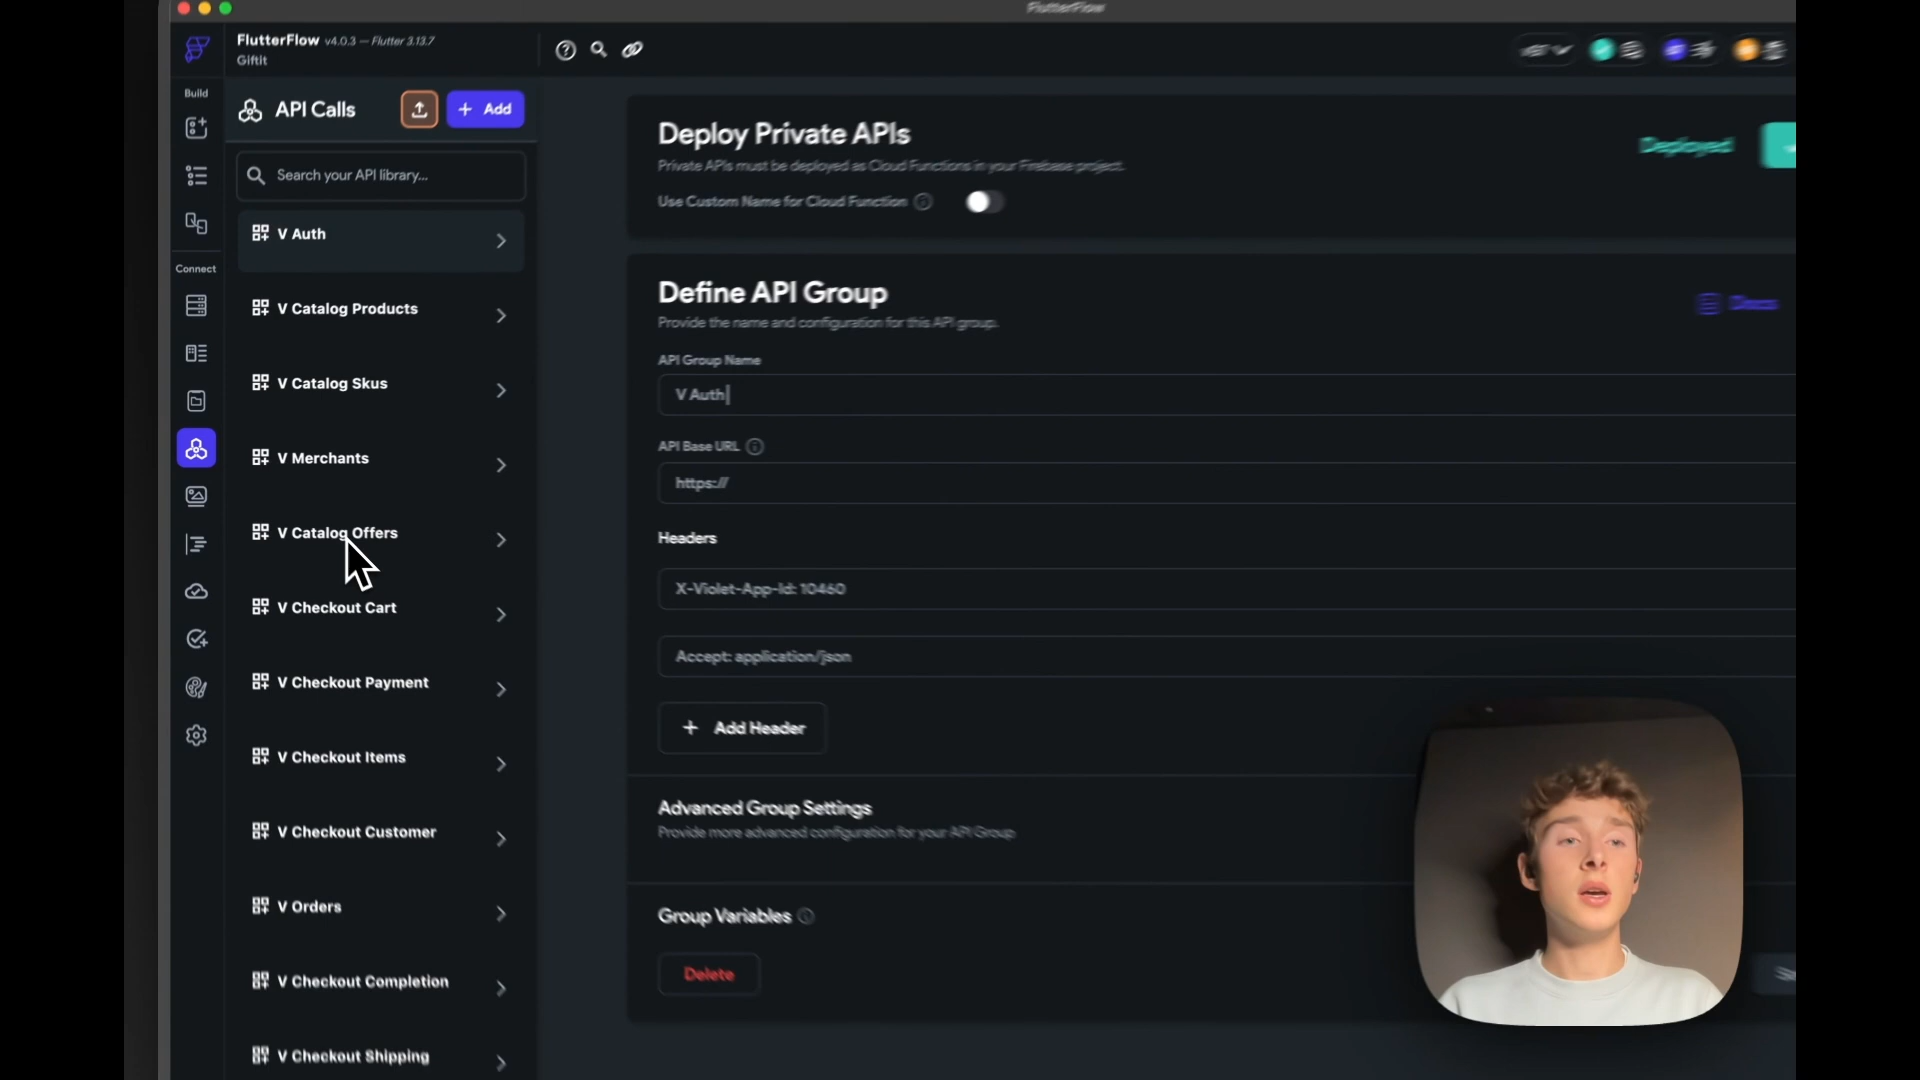 FlutterFlow
FlutterFlow v4.0.3 — Flutter 3.13.7
Giftit
Build
API Calls
+ Add
Search your API library...
V Auth
V Catalog Products
Connect
V Catalog Skus
V Merchants
V Catalog Offers
V Checkout Cart
V Checkout Payment
V Checkout Items
V Checkout Customer
V Orders
V Checkout Completion
V Checkout Shipping
Deploy Private APIs
Private APIs must be deployed as Cloud Functions in your Firebase project.
Deployed
Use Custom Name for Cloud Function
Define API Group
Provide the name and configuration for this API group.
Docs
API Group Name
V Auth
API Base URL
https://
Headers
X-Violet-App-Id: 10460
Accept: application/json
+ Add Header
Advanced Group Settings
Provide more advanced configuration for your API Group
Group Variables
Delete